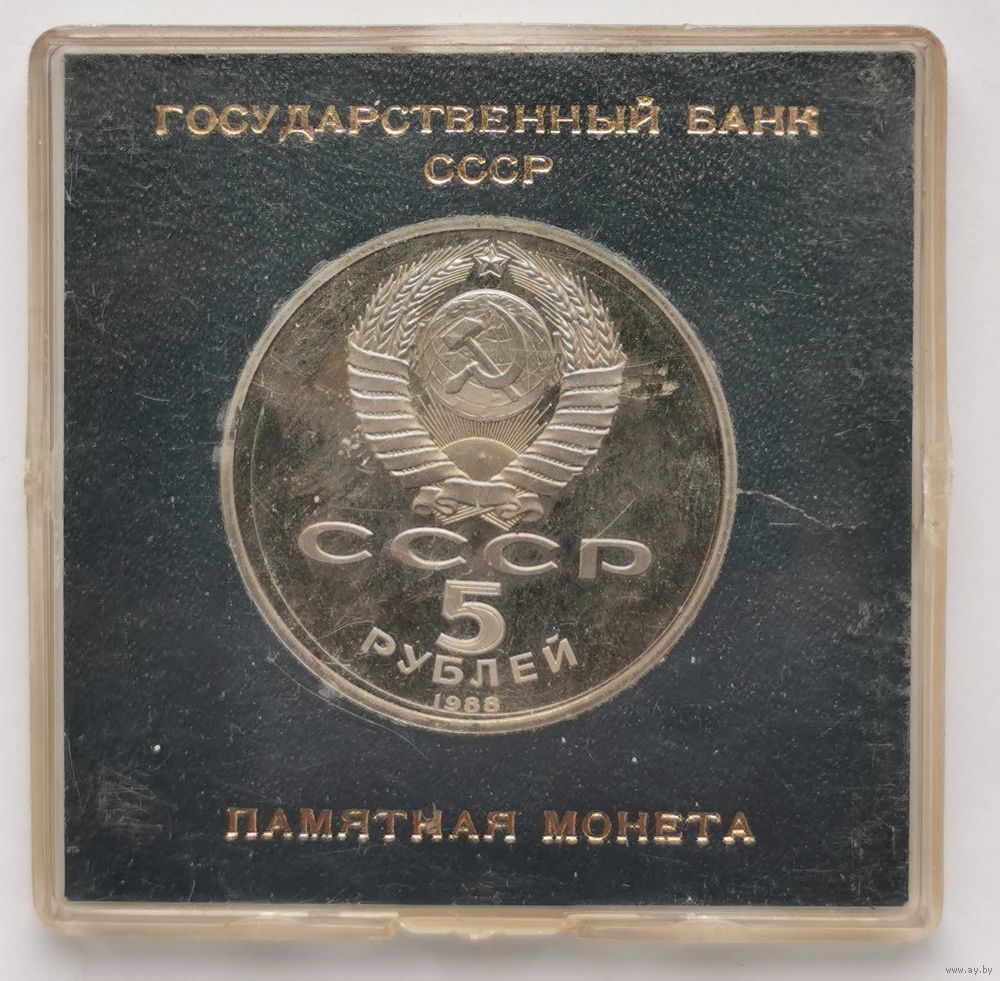 ГОСУДАРСТВЕННЫЙ БАНК
СССР
СССР
5
РУБЛЕЙ
1988
ПАМЯТНАЯ МОНЕТА
www.ay.by